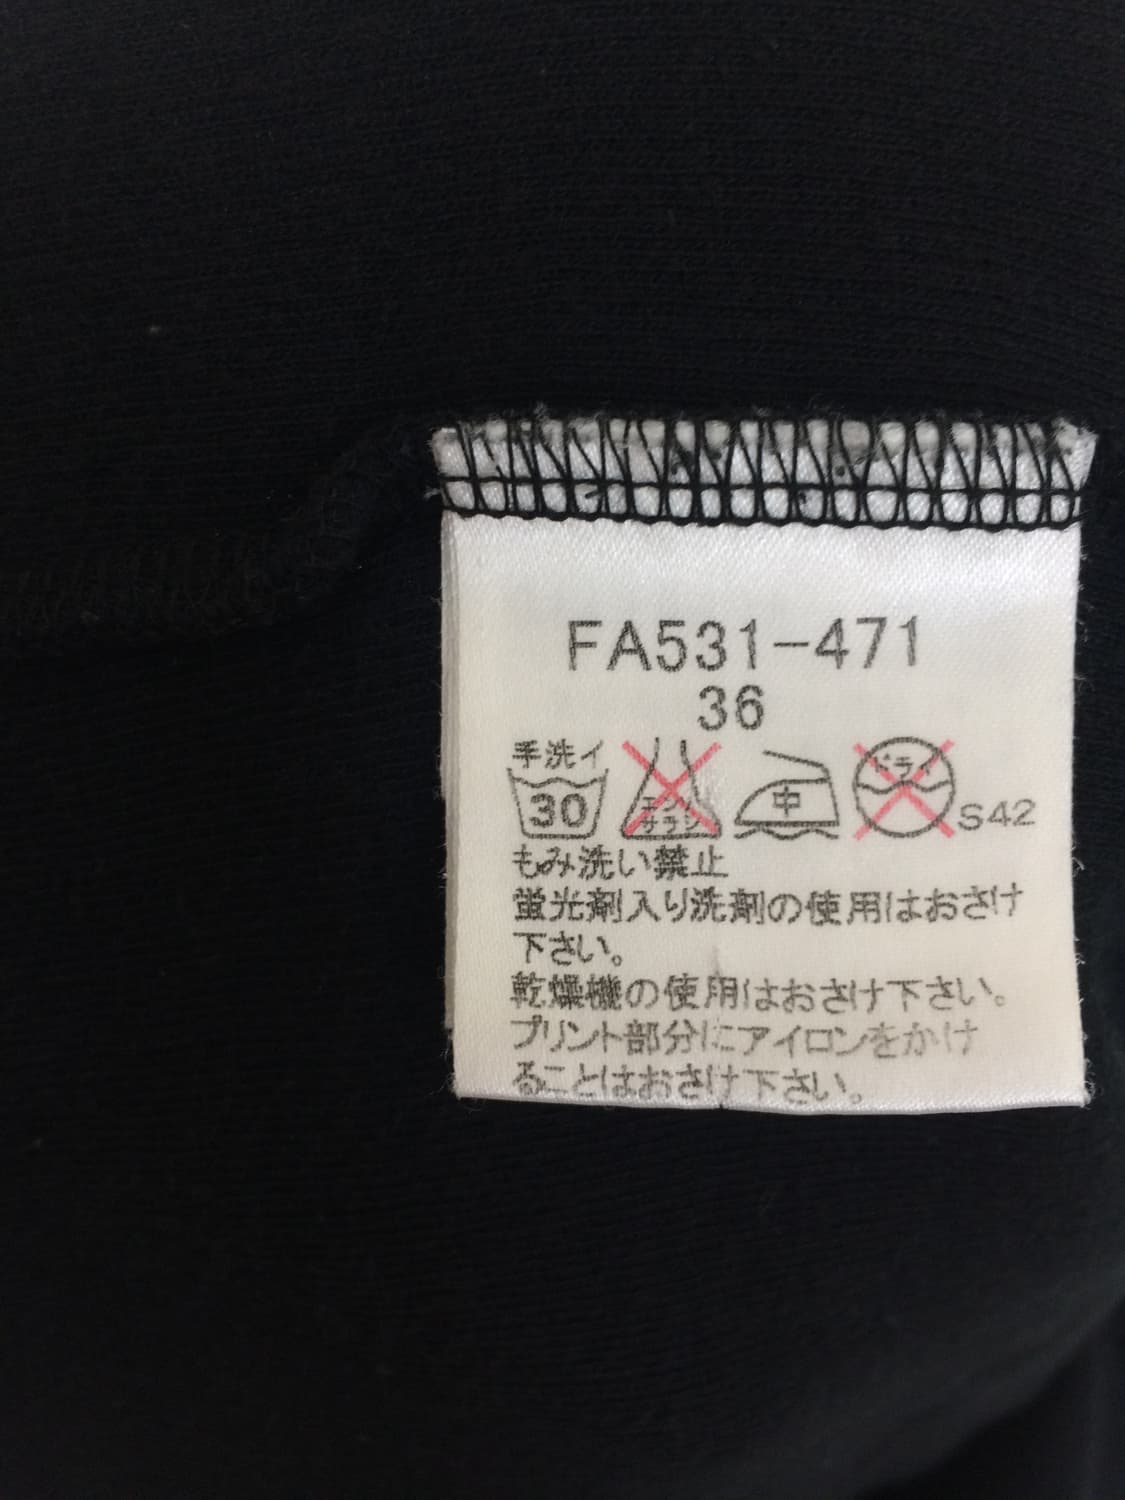 FA531-471
36
手洗イ
30
エンソ
サラシ
中
ドライ
S42
もみ洗い禁止
蛍光剤入り洗剤の使用はおさけ
下さい。
乾燥機の使用はおさけ下さい。
プリント部分にアイロンをかけ
ることはおさけ下さい。